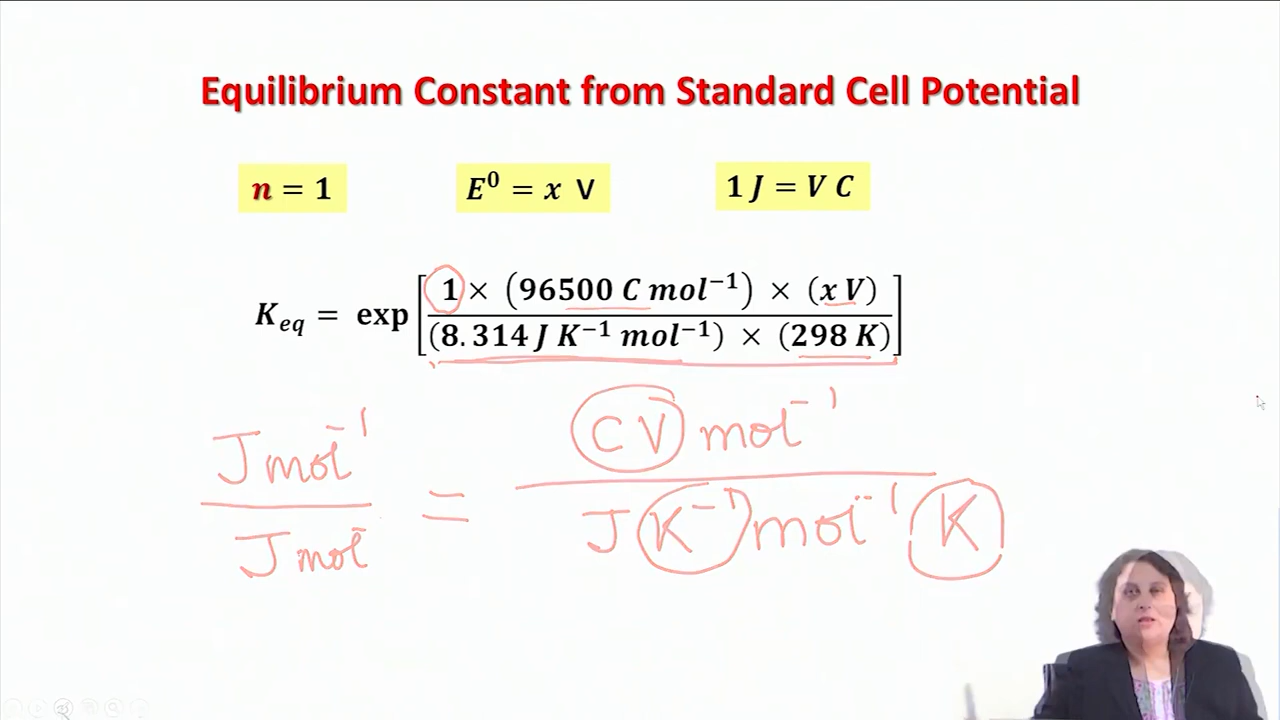 Equilibrium Constant from Standard Cell Potential
n = 1    E⁰ = x V    1 J = V C
K_eq = exp[ 1 × (96500 C mol⁻¹) × (x V) / (8.314 J K⁻¹ mol⁻¹) × (298 K) ]
J mol⁻¹ = CV mol⁻¹
J mol⁻ J K⁻¹ mol⁻¹ K